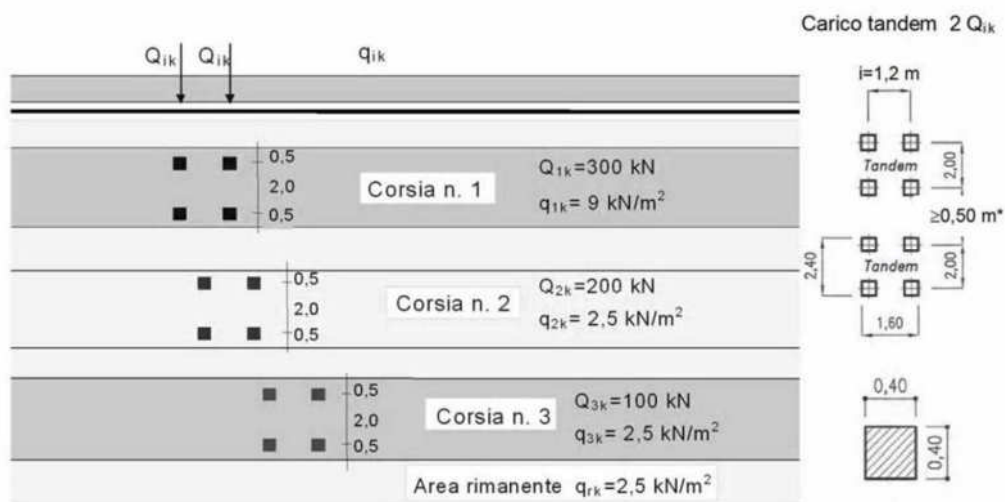 Carico tandem 2 Qik
Qik Qik qik
i=1,2 m
0,5
2,0
0,5
Corsia n. 1
Q1k=300 kN
q1k= 9 kN/m²
Tandem
2,00
≥0,50 m*
0,5
2,0
0,5
Corsia n. 2
Q2k=200 kN
q2k= 2,5 kN/m²
2,40
Tandem
2,00
1,60
0,5
2,0
0,5
Corsia n. 3
Q3k=100 kN
q3k= 2,5 kN/m²
0,40
0,40
Area rimanente qrk=2,5 kN/m²